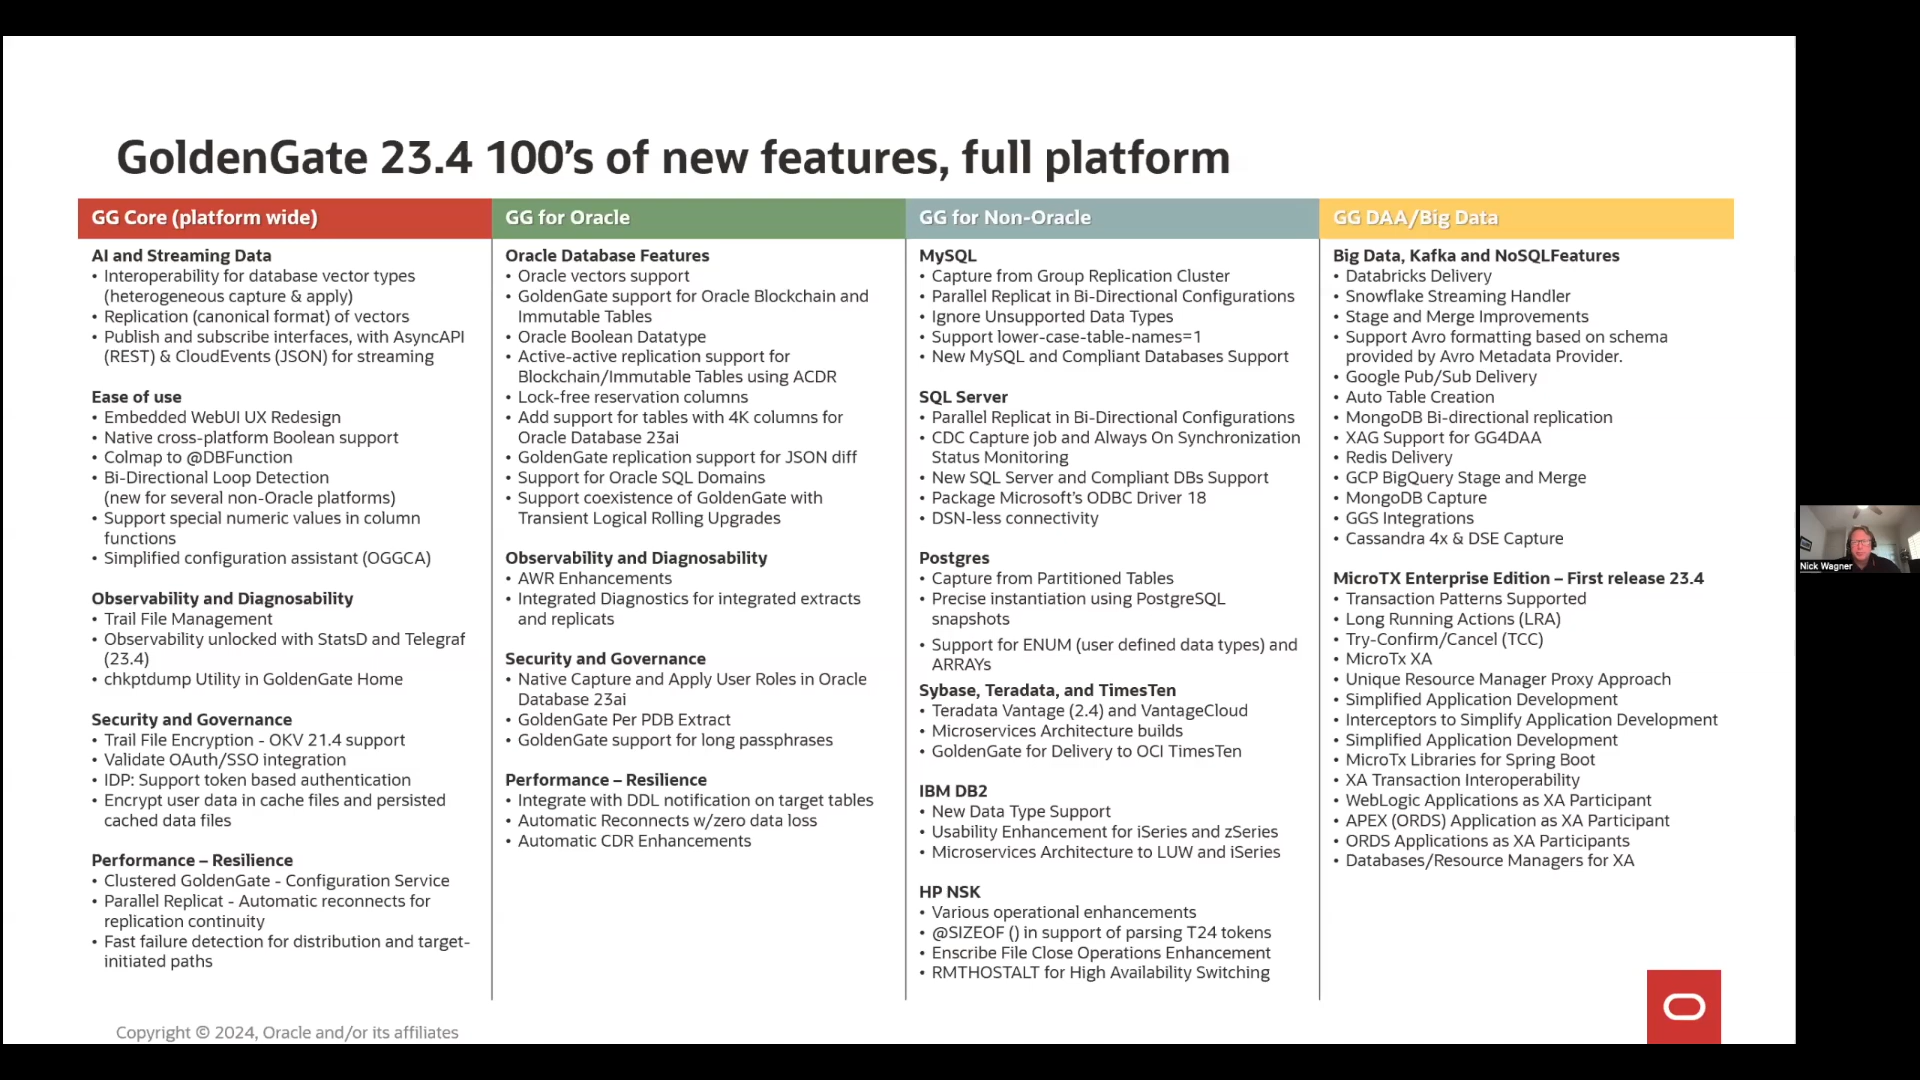 GoldenGate 23.4 100's of new features, full platform
GG Core (platform wide)
AI and Streaming Data
• Interoperability for database vector types
(heterogeneous capture & apply)
• Replication (canonical format) of vectors
• Publish and subscribe interfaces, with AsyncAPI
(REST) & CloudEvents (JSON) for streaming
Ease of use
• Embedded WebUI UX Redesign
• Native cross-platform Boolean support
• Colmap to @DBFunction
• Bi-Directional Loop Detection
(new for several non-Oracle platforms)
• Support special numeric values in column
functions
• Simplified configuration assistant (OGGCA)
Observability and Diagnosability
• Trail File Management
• Observability unlocked with StatsD and Telegraf
(23.4)
• chkptdump Utility in GoldenGate Home
Security and Governance
• Trail File Encryption - OKV 21.4 support
• Validate OAuth/SSO integration
• IDP: Support token based authentication
• Encrypt user data in cache files and persisted
cached data files
Performance – Resilience
• Clustered GoldenGate - Configuration Service
• Parallel Replicat - Automatic reconnects for
replication continuity
• Fast failure detection for distribution and target-
initiated paths
GG for Oracle
Oracle Database Features
• Oracle vectors support
• GoldenGate support for Oracle Blockchain and
Immutable Tables
• Oracle Boolean Datatype
• Active-active replication support for
Blockchain/Immutable Tables using ACDR
• Lock-free reservation columns
• Add support for tables with 4K columns for
Oracle Database 23ai
• GoldenGate replication support for JSON diff
• Support for Oracle SQL Domains
• Support coexistence of GoldenGate with
Transient Logical Rolling Upgrades
Observability and Diagnosability
• AWR Enhancements
• Integrated Diagnostics for integrated extracts
and replicats
Security and Governance
• Native Capture and Apply User Roles in Oracle
Database 23ai
• GoldenGate Per PDB Extract
• GoldenGate support for long passphrases
Performance – Resilience
• Integrate with DDL notification on target tables
• Automatic Reconnects w/zero data loss
• Automatic CDR Enhancements
GG for Non-Oracle
MySQL
• Capture from Group Replication Cluster
• Parallel Replicat in Bi-Directional Configurations
• Ignore Unsupported Data Types
• Support lower-case-table-names=1
• New MySQL and Compliant Databases Support
SQL Server
• Parallel Replicat in Bi-Directional Configurations
• CDC Capture job and Always On Synchronization
Status Monitoring
• New SQL Server and Compliant DBs Support
• Package Microsoft's ODBC Driver 18
• DSN-less connectivity
Postgres
• Capture from Partitioned Tables
• Precise instantiation using PostgreSQL
snapshots
• Support for ENUM (user defined data types) and
ARRAYs
Sybase, Teradata, and TimesTen
• Teradata Vantage (2.4) and VantageCloud
• Microservices Architecture builds
• GoldenGate for Delivery to OCI TimesTen
IBM DB2
• New Data Type Support
• Usability Enhancement for iSeries and zSeries
• Microservices Architecture to LUW and iSeries
HP NSK
• Various operational enhancements
• @SIZEOF () in support of parsing T24 tokens
• Enscribe File Close Operations Enhancement
• RMTHOSTALT for High Availability Switching
GG DAA/Big Data
Big Data, Kafka and NoSQLFeatures
• Databricks Delivery
• Snowflake Streaming Handler
• Stage and Merge Improvements
• Support Avro formatting based on schema
provided by Avro Metadata Provider.
• Google Pub/Sub Delivery
• Auto Table Creation
• MongoDB Bi-directional replication
• XAG Support for GG4DAA
• Redis Delivery
• GCP BigQuery Stage and Merge
• MongoDB Capture
• GGS Integrations
• Cassandra 4x & DSE Capture
MicroTX Enterprise Edition – First release 23.4
• Transaction Patterns Supported
• Long Running Actions (LRA)
• Try-Confirm/Cancel (TCC)
• MicroTx XA
• Unique Resource Manager Proxy Approach
• Simplified Application Development
• Interceptors to Simplify Application Development
• Simplified Application Development
• MicroTx Libraries for Spring Boot
• XA Transaction Interoperability
• WebLogic Applications as XA Participant
• APEX (ORDS) Application as XA Participant
• ORDS Applications as XA Participants
• Databases/Resource Managers for XA
Nick Wagner
Copyright © 2024, Oracle and/or its affiliates